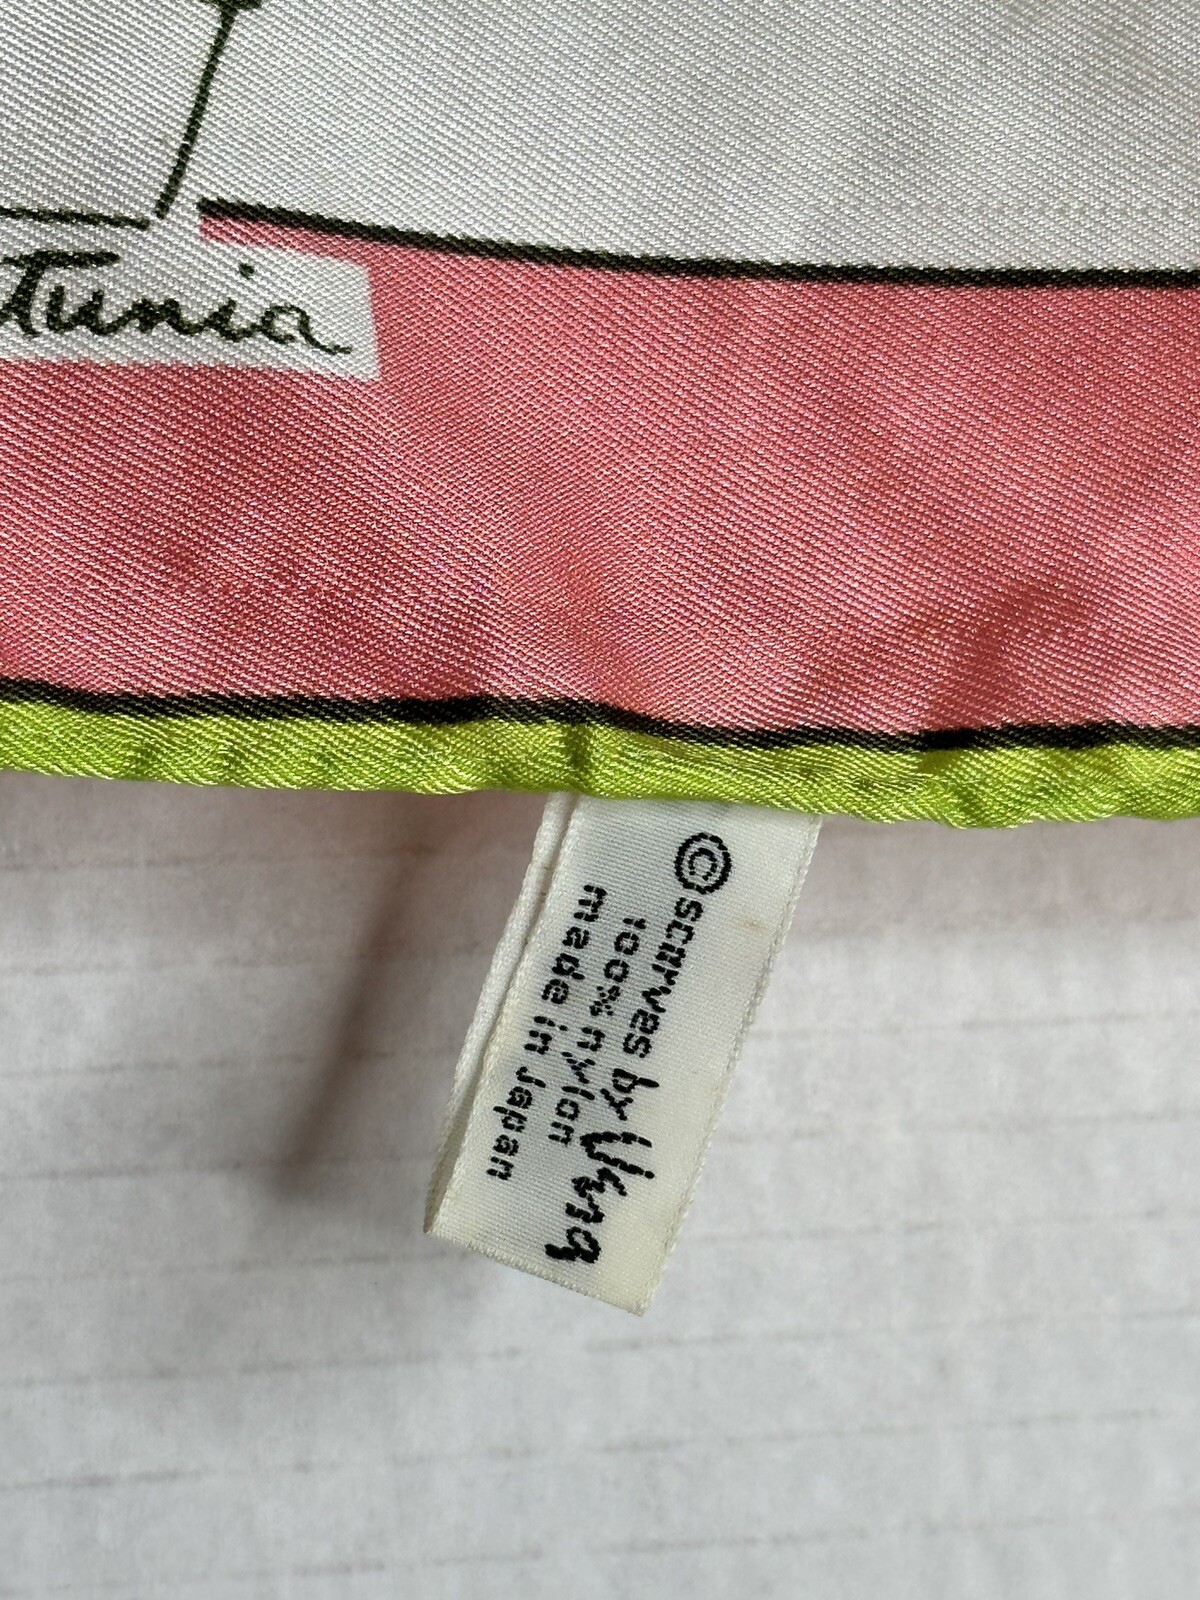 Tunia
©scarves by Vera
100% nylon
made in Japan